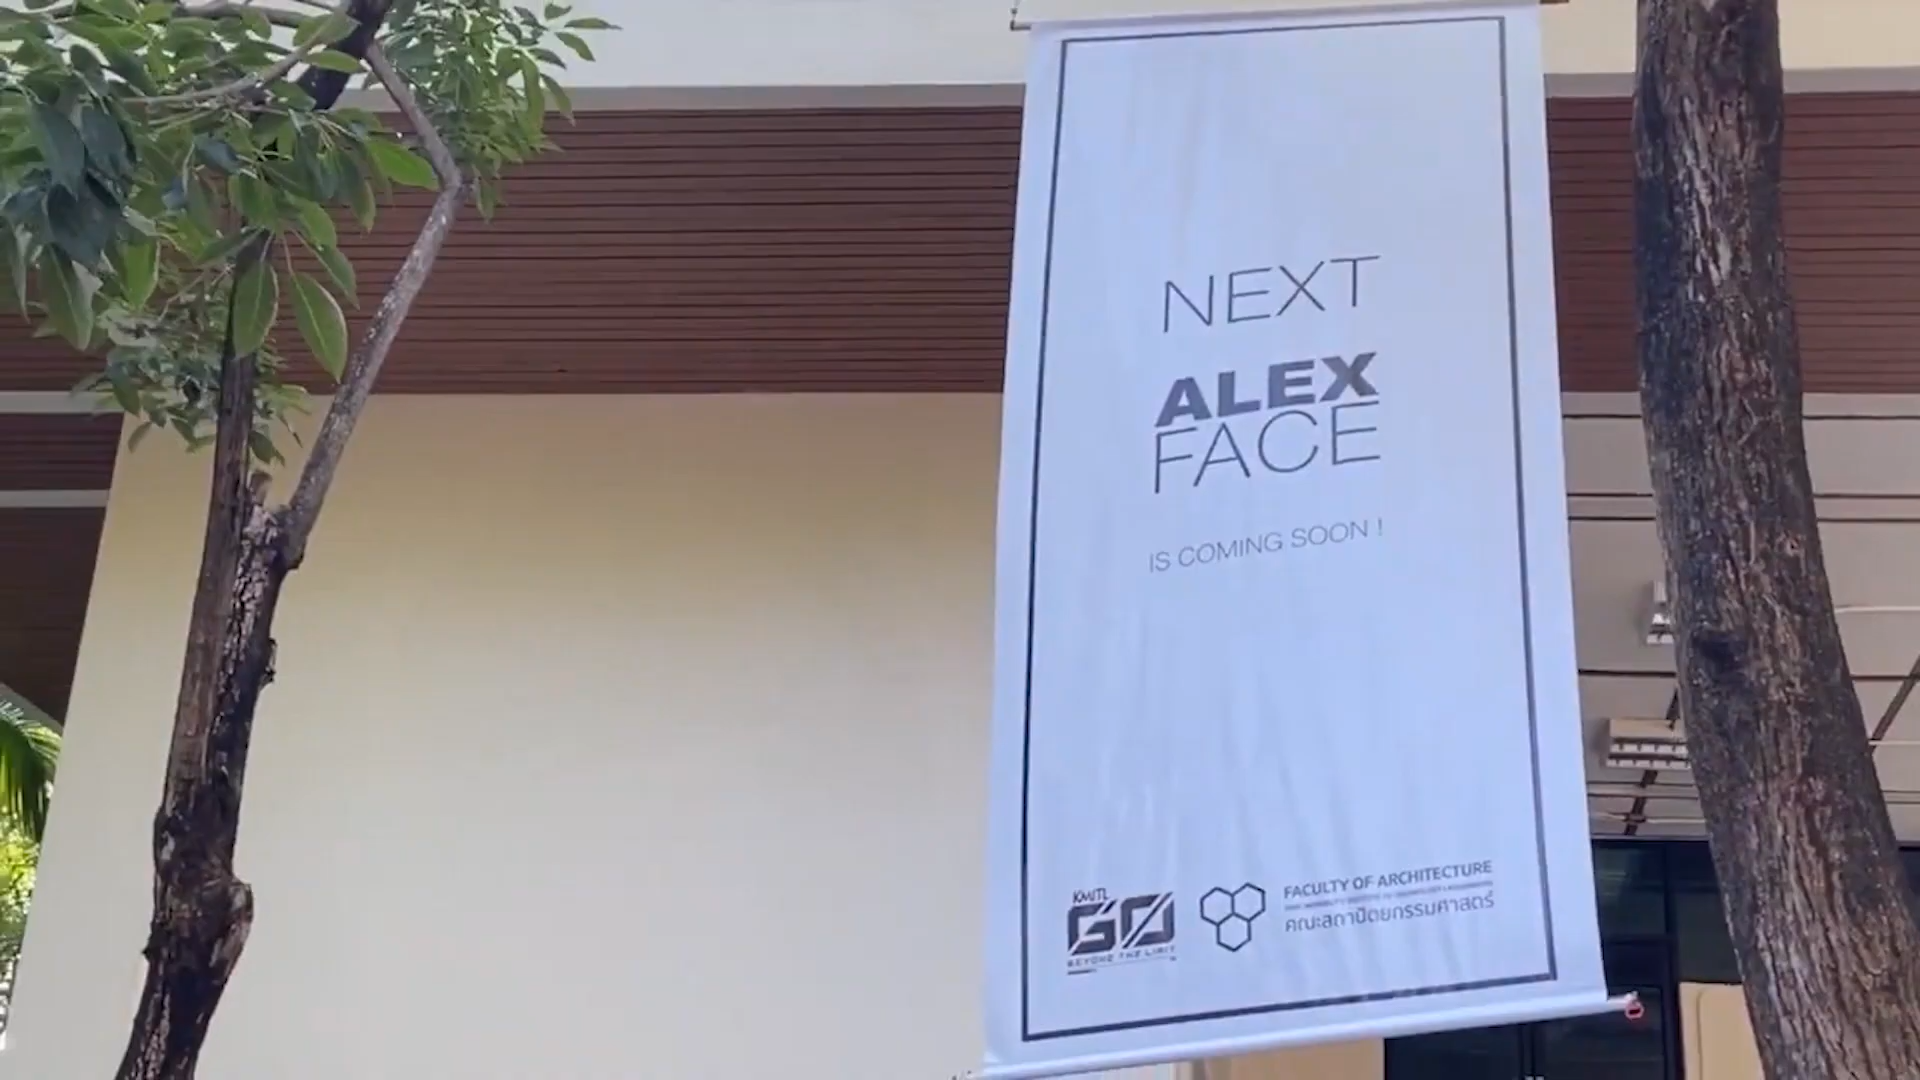 NEXT
ALEX
FACE
IS COMING SOON !
KMITL
GO
BEYOND THE LIMIT
FACULTY OF ARCHITECTURE
คณะสถาปัตยกรรมศาสตร์